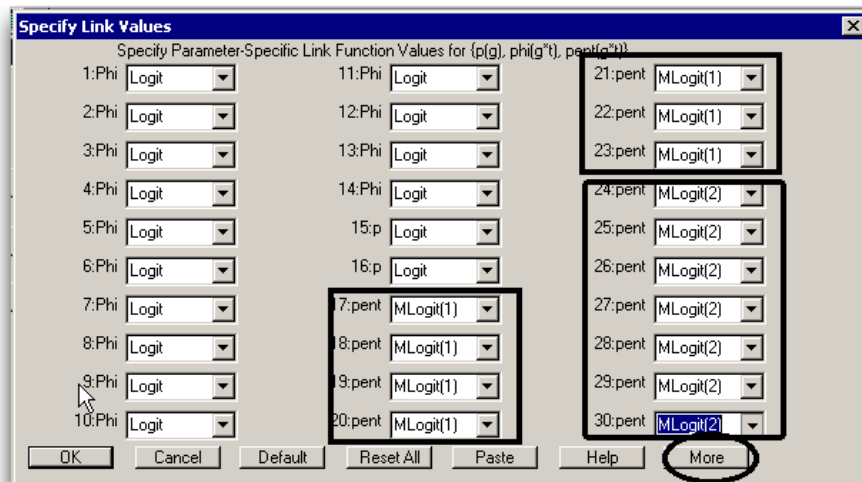 Specify Link Values
Specify Parameter-Specific Link Function Values for {p(g), phi(g*t), pent(g*t)}
1:Phi Logit 11:Phi Logit 21:pent MLogit(1)
2:Phi Logit 12:Phi Logit 22:pent MLogit(1)
3:Phi Logit 13:Phi Logit 23:pent MLogit(1)
4:Phi Logit 14:Phi Logit 24:pent MLogit(2)
5:Phi Logit 15:p Logit 25:pent MLogit(2)
6:Phi Logit 16:p Logit 26:pent MLogit(2)
7:Phi Logit 17:pent MLogit(1) 27:pent MLogit(2)
8:Phi Logit 18:pent MLogit(1) 28:pent MLogit(2)
9:Phi Logit 19:pent MLogit(1) 29:pent MLogit(2)
10:Phi Logit 20:pent MLogit(1) 30:pent MLogit(2)
OK Cancel Default Reset All Paste Help More